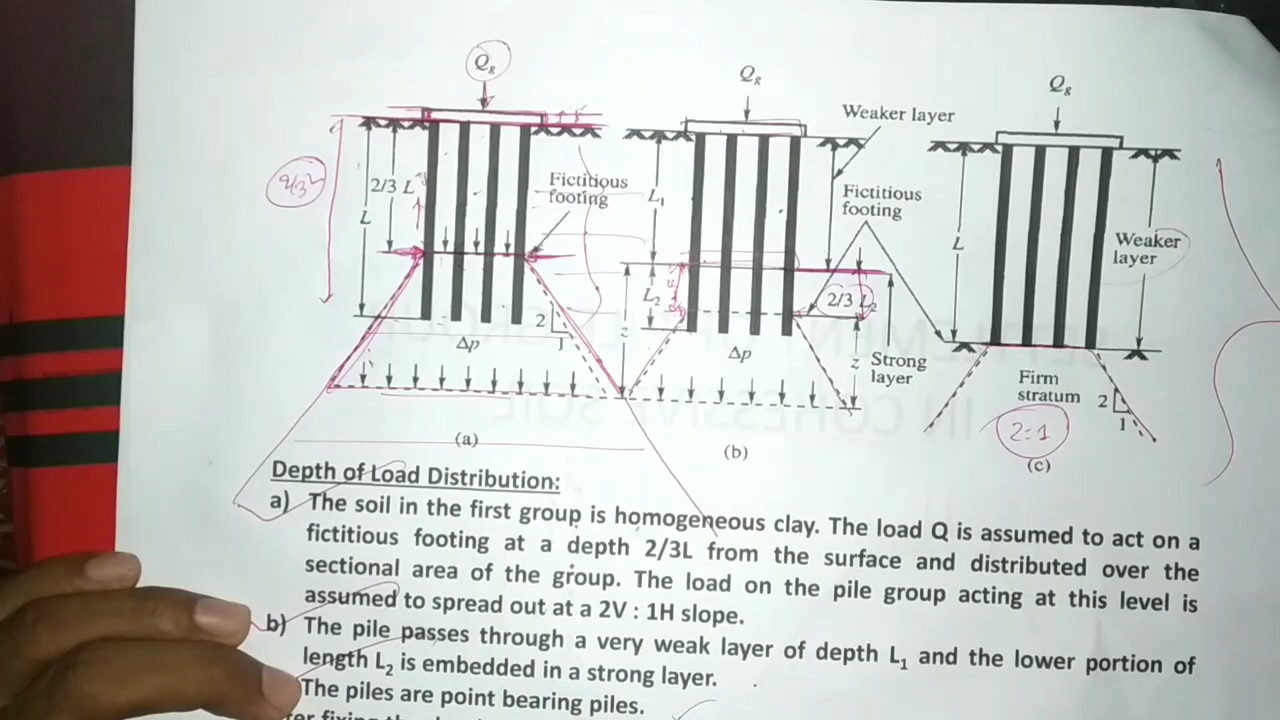 Qg
Qg
Qg
Weaker layer
2/3 L
L
Fictitious
footing
2
1
Δp
(a)
L1
L2
z
Δp
Fictitious
footing
2/3 L2
z
Strong
layer
(b)
L
Weaker
layer
Firm
stratum
2
1
2:1
(c)
Depth of Load Distribution:
a) The soil in the first group is homogeneous clay. The load Q is assumed to act on a
fictitious footing at a depth 2/3L from the surface and distributed over the
sectional area of the group. The load on the pile group acting at this level is
assumed to spread out at a 2V : 1H slope.
b) The pile passes through a very weak layer of depth L1 and the lower portion of
length L2 is embedded in a strong layer.
The piles are point bearing piles.